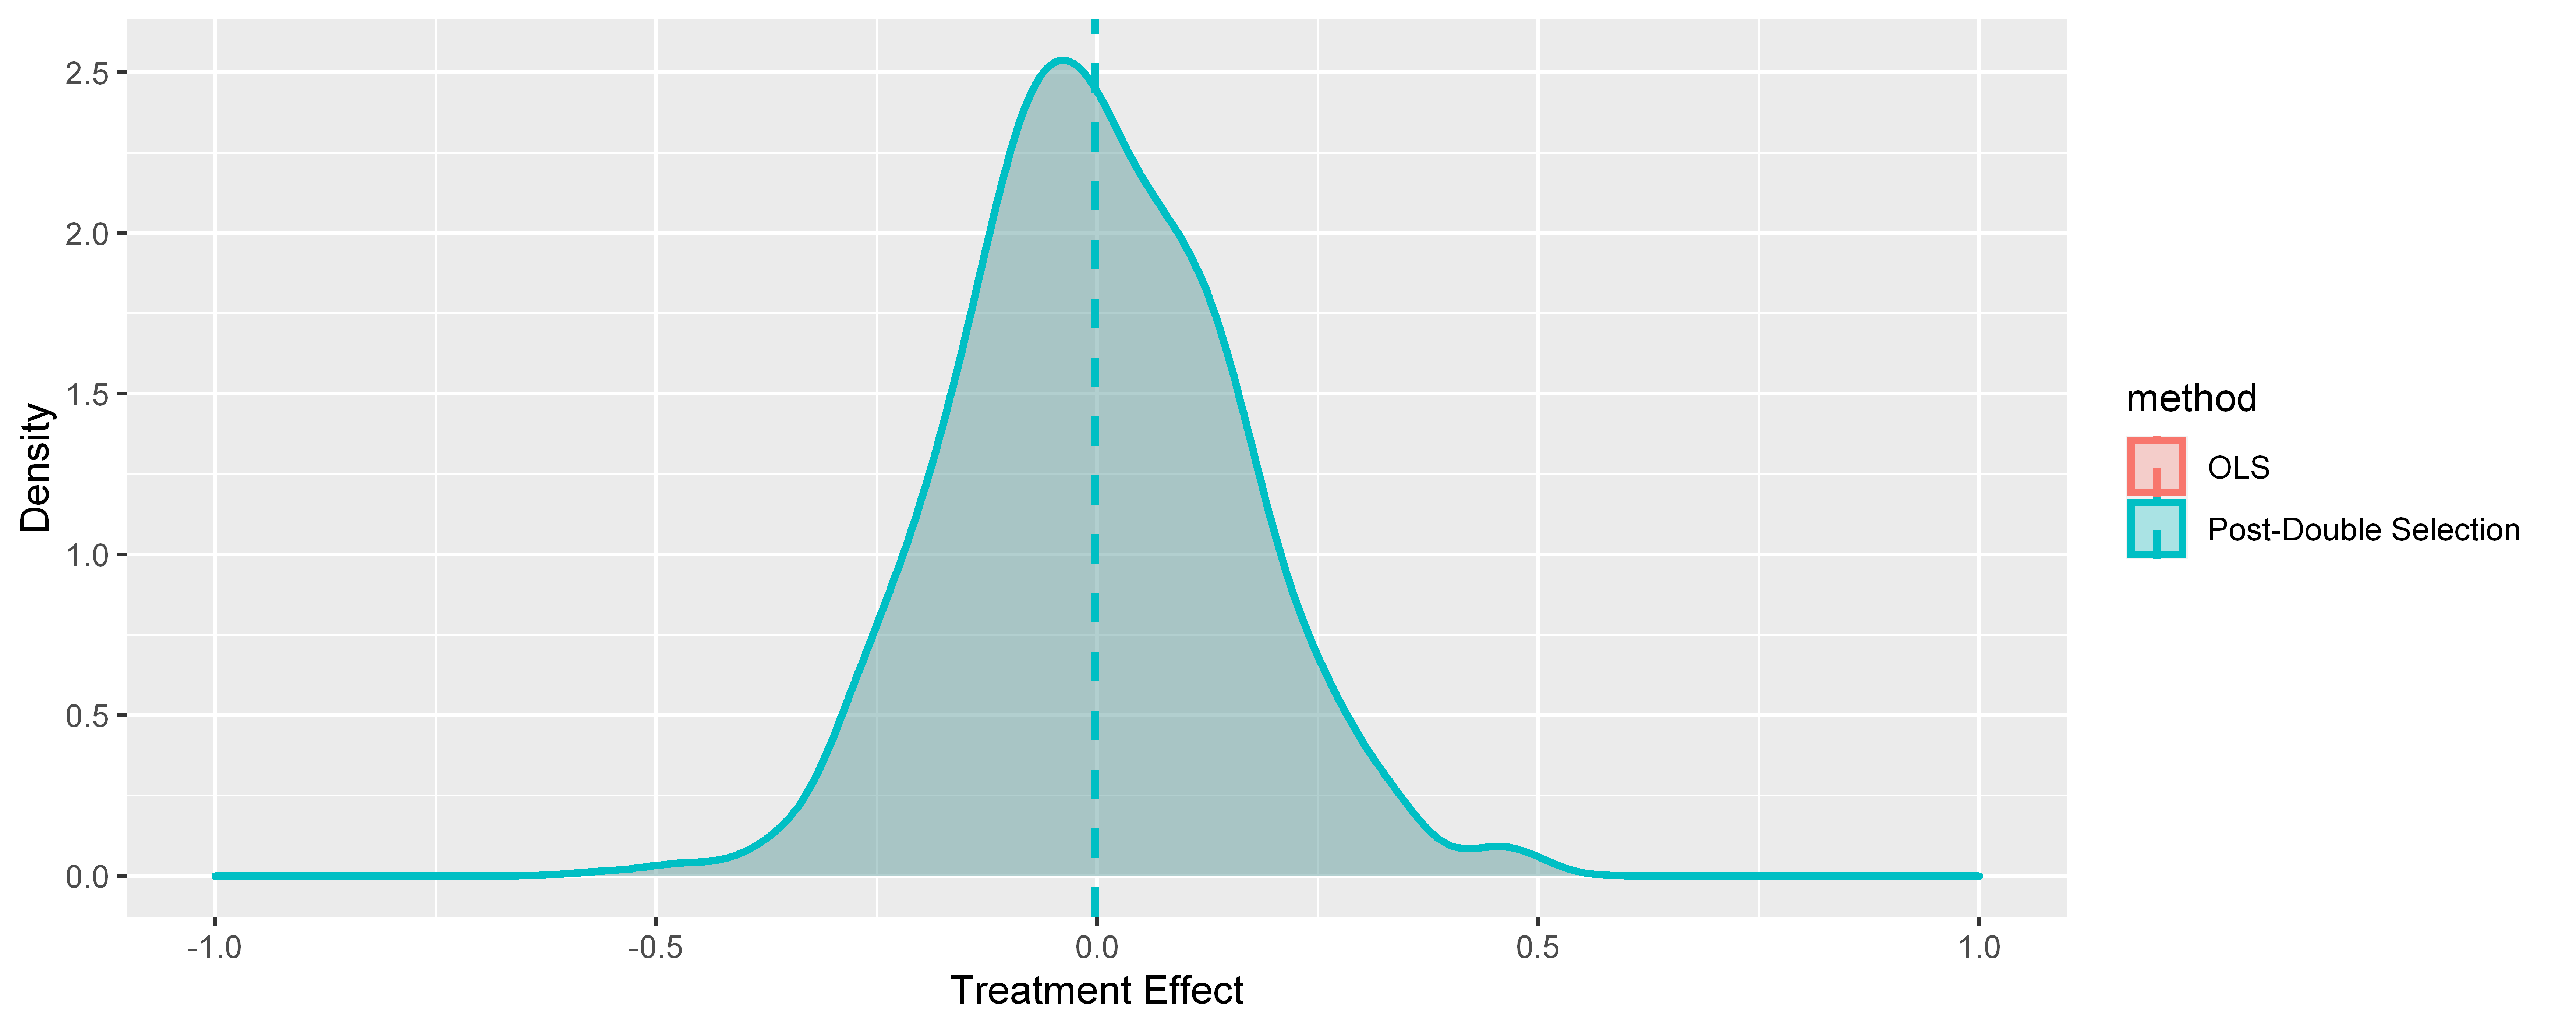 2.5
2.0
1.5
1.0
0.5
0.0
Density
-1.0 -0.5 0.0 0.5 1.0
Treatment Effect
method
OLS
Post-Double Selection